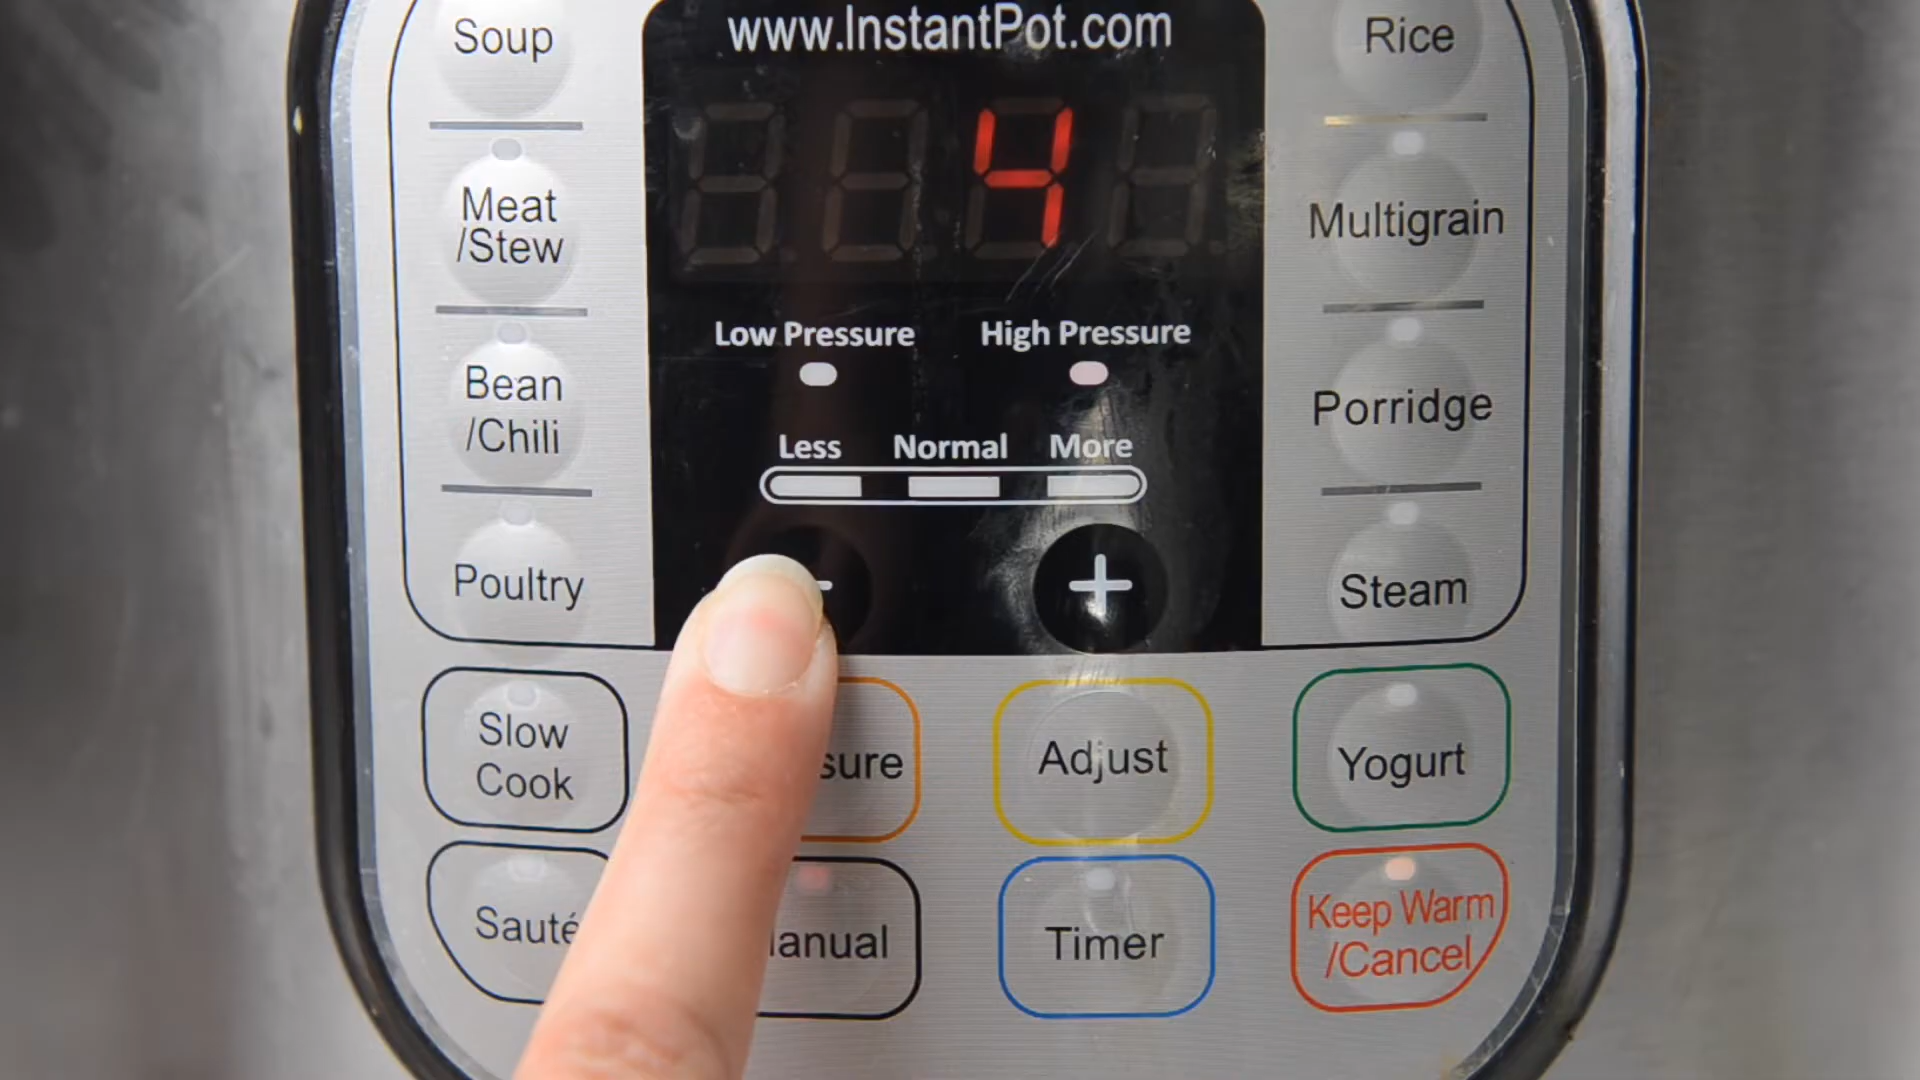 www.InstantPot.com
4
Soup
Meat
/Stew
Bean
/Chili
Poultry
Low Pressure
High Pressure
Less
Normal
More
-
+
Rice
Multigrain
Porridge
Steam
Slow
Cook
sure
Adjust
Yogurt
Sauté
anual
Timer
Keep Warm
/Cancel